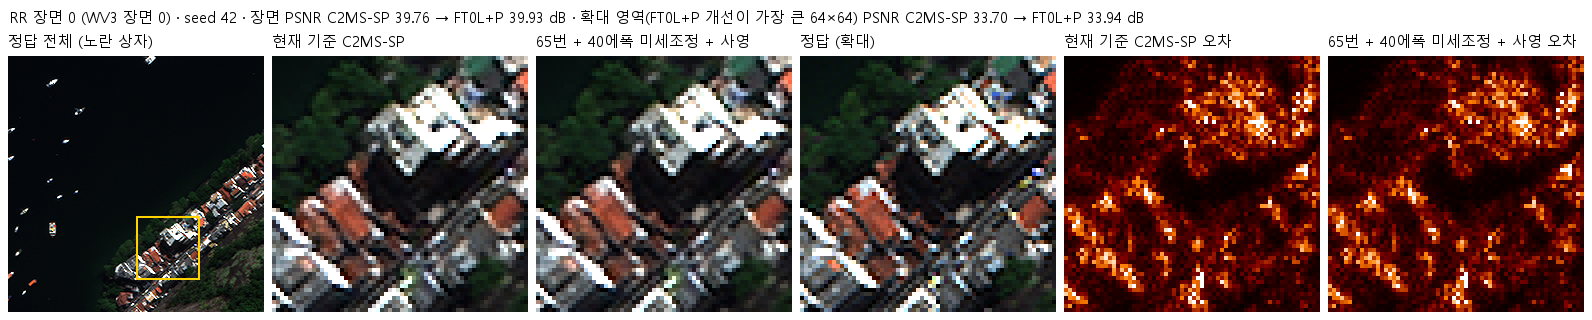 RR 장면 0 (WV3 장면 0) · seed 42 · 장면 PSNR C2MS-SP 39.76 → FT0L+P 39.93 dB · 확대 영역(FT0L+P 개선이 가장 큰 64×64) PSNR C2MS-SP 33.70 → FT0L+P 33.94 dB
정답 전체 (노란 상자)
현재 기준 C2MS-SP
65번 + 40에폭 미세조정 + 사영
정답 (확대)
현재 기준 C2MS-SP 오차
65번 + 40에폭 미세조정 + 사영 오차